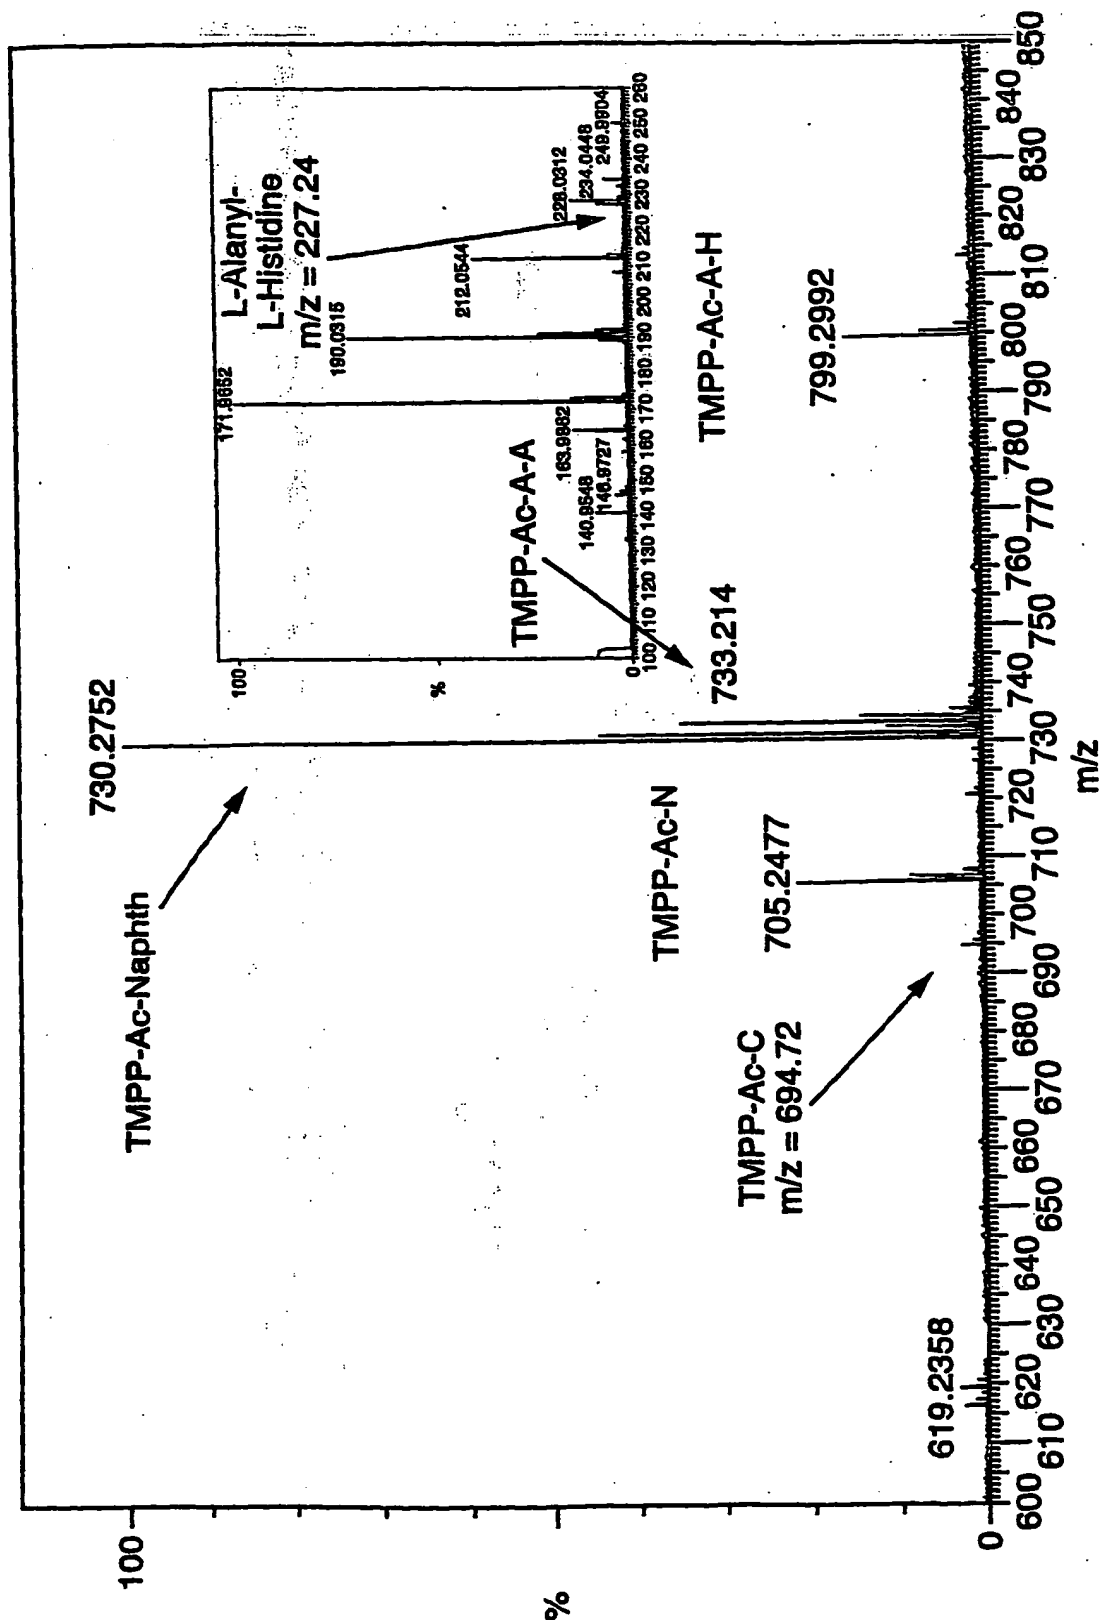 730.2752
TMPP-Ac-Naphth
TMPP-Ac-A-A
733.214
TMPP-Ac-N
705.2477
TMPP-Ac-C
m/z = 694.72
TMPP-Ac-A-H
799.2992
619.2358
100
%
0
600 610 620 630 640 650 660 670 680 690 700 710 720 730 740 750 760 770 780 790 800 810 820 830 840 850
m/z
L-Alanyl-
L-Histidine
m/z = 227.24
171.9652
190.0315
212.0544
228.0312
234.0448
249.9904
163.9882
146.9727
140.9548
100
%
0
100 110 120 130 140 150 160 170 180 190 200 210 220 230 240 250 260